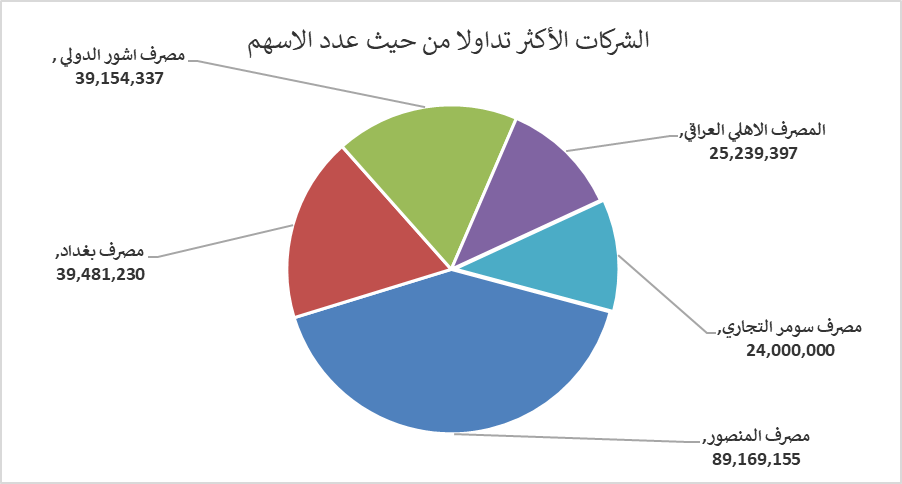 الشركات الأكثر تداولا من حيث عدد الاسهم
مصرف اشور الدولي ,
39,154,337
المصرف الاهلي العراقي,
25,239,397
مصرف بغداد,
39,481,230
مصرف سومر التجاري,
24,000,000
مصرف المنصور,
89,169,155